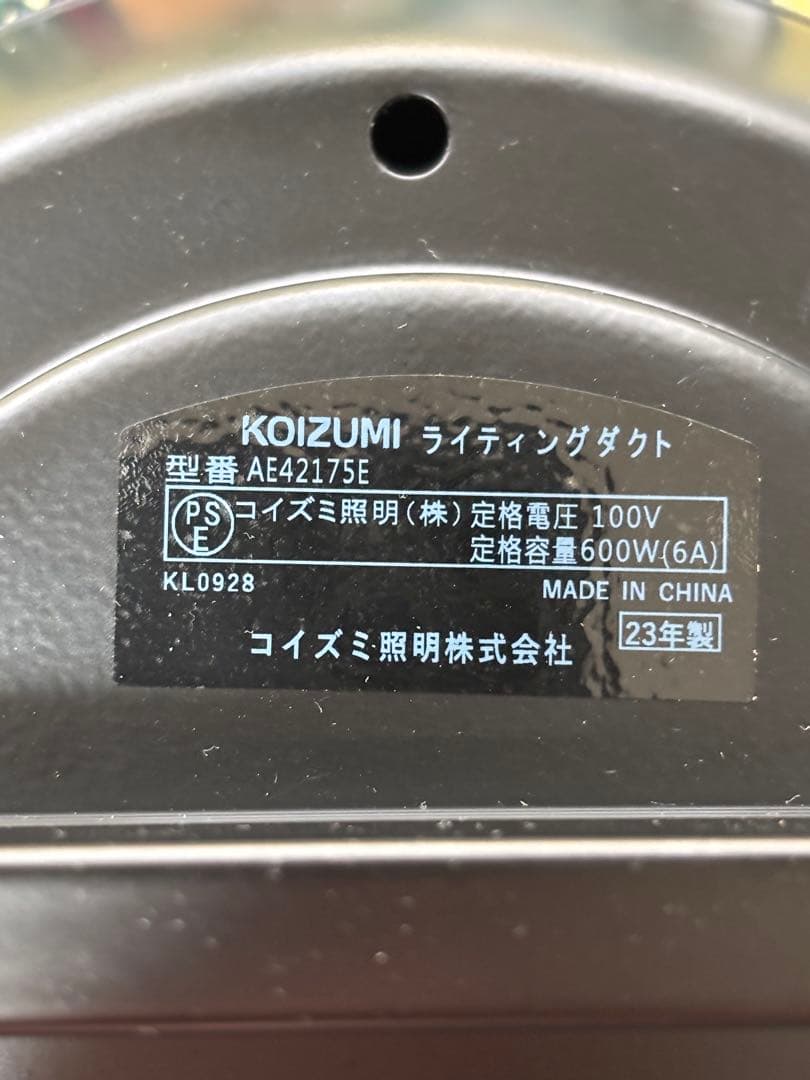 KOIZUMI ライティングダクト
型番 AE42175E
PSE コイズミ照明(株) 定格電圧 100V
定格容量600W(6A)
KL0928 MADE IN CHINA
コイズミ照明株式会社 23年製